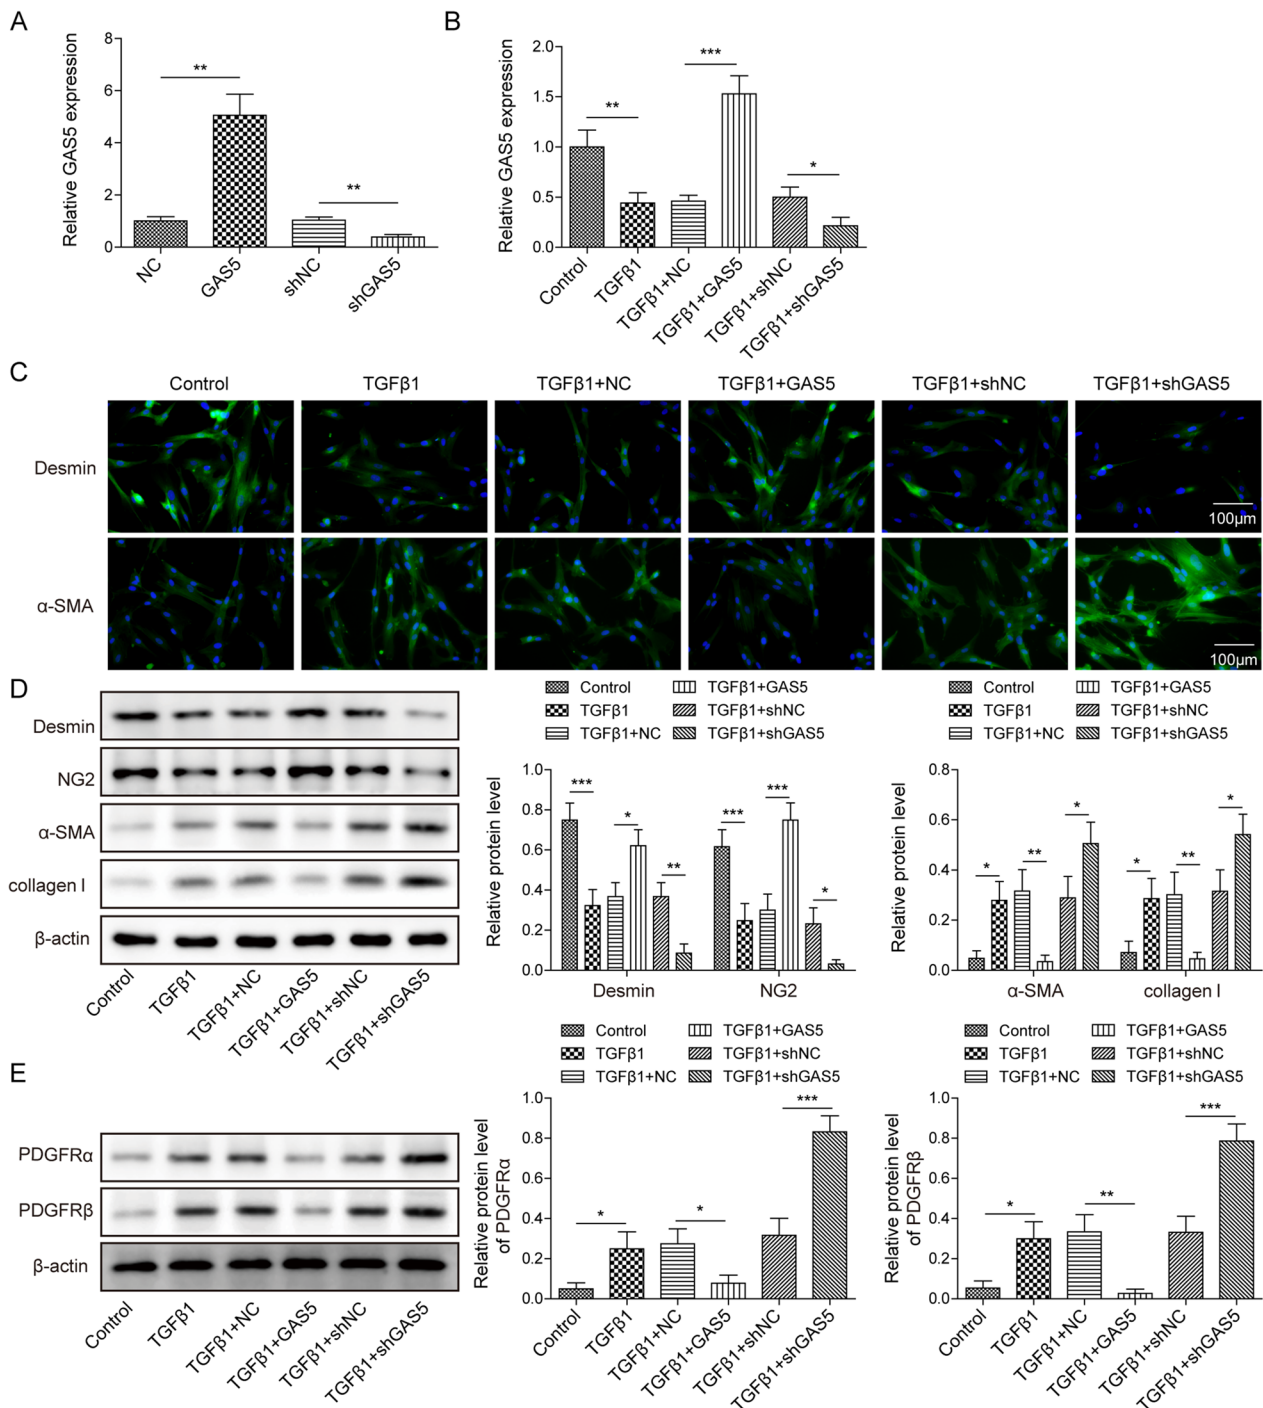 A
Relative GAS5 expression
8
6
4
2
0
**
**
NC
GAS5
shNC
shGAS5
B
Relative GAS5 expression
2.0
1.5
1.0
0.5
0.0
**
***
*
Control
TGFβ1
TGFβ1+NC
TGFβ1+GAS5
TGFβ1+shNC
TGFβ1+shGAS5
C
Control TGFβ1 TGFβ1+NC TGFβ1+GAS5 TGFβ1+shNC TGFβ1+shGAS5
Desmin
100μm
α-SMA
100μm
D
Desmin
NG2
α-SMA
collagen I
β-actin
Control
TGFβ1
TGFβ1+NC
TGFβ1+GAS5
TGFβ1+shNC
TGFβ1+shGAS5
Control TGFβ1+GAS5
TGFβ1 TGFβ1+shNC
TGFβ1+NC TGFβ1+shGAS5
Relative protein level
1.0
0.8
0.6
0.4
0.2
0.0
***
*
**
***
***
*
Desmin NG2
Control TGFβ1+GAS5
TGFβ1 TGFβ1+shNC
TGFβ1+NC TGFβ1+shGAS5
Relative protein level
0.8
0.6
0.4
0.2
0.0
*
**
*
*
**
*
α-SMA collagen I
E
PDGFRα
PDGFRβ
β-actin
Control
TGFβ1
TGFβ1+NC
TGFβ1+GAS5
TGFβ1+shNC
TGFβ1+shGAS5
Control TGFβ1+GAS5
TGFβ1 TGFβ1+shNC
TGFβ1+NC TGFβ1+shGAS5
Relative protein level
of PDGFRα
1.0
0.8
0.6
0.4
0.2
0.0
*
*
***
Control
TGFβ1
TGFβ1+NC
TGFβ1+GAS5
TGFβ1+shNC
TGFβ1+shGAS5
Control TGFβ1+GAS5
TGFβ1 TGFβ1+shNC
TGFβ1+NC TGFβ1+shGAS5
Relative protein level
of PDGFRβ
1.0
0.8
0.6
0.4
0.2
0.0
*
**
***
Control
TGFβ1
TGFβ1+NC
TGFβ1+GAS5
TGFβ1+shNC
TGFβ1+shGAS5